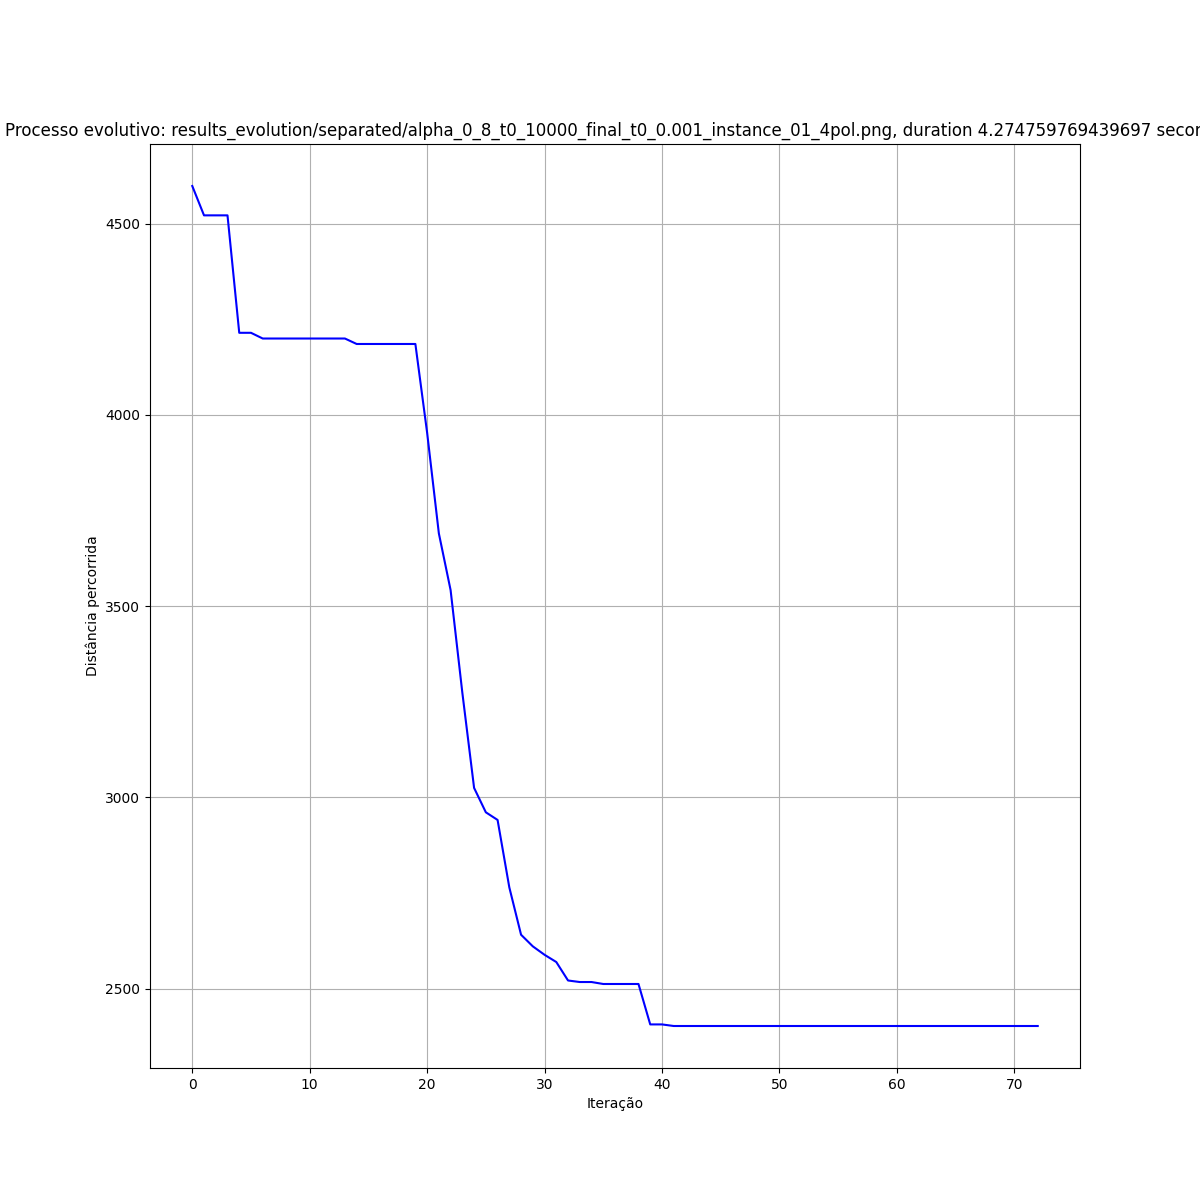 Processo evolutivo: results_evolution/separated/alpha_0_8_t0_10000_final_t0_0.001_instance_01_4pol.png, duration 4.274759769439697
4500
4000
3500
3000
2500
Distância percorrida
0 10 20 30 40 50 60 70
Iteração